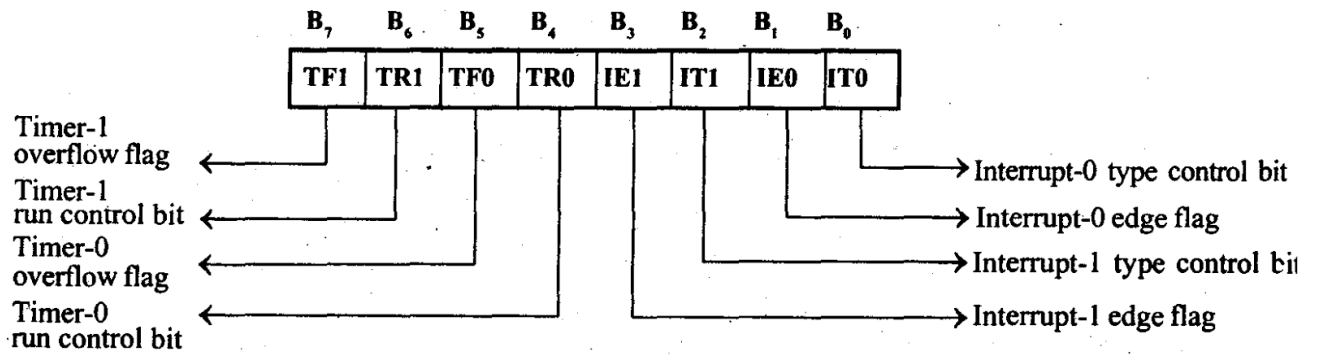 B₇ B₆ B₅ B₄ B₃ B₂ B₁ B₀
TF1 TR1 TF0 TR0 IE1 IT1 IE0 IT0
Timer-1
overflow flag
Timer-1
run control bit
Timer-0
overflow flag
Timer-0
run control bit
Interrupt-0 type control bit
Interrupt-0 edge flag
Interrupt-1 type control bit
Interrupt-1 edge flag